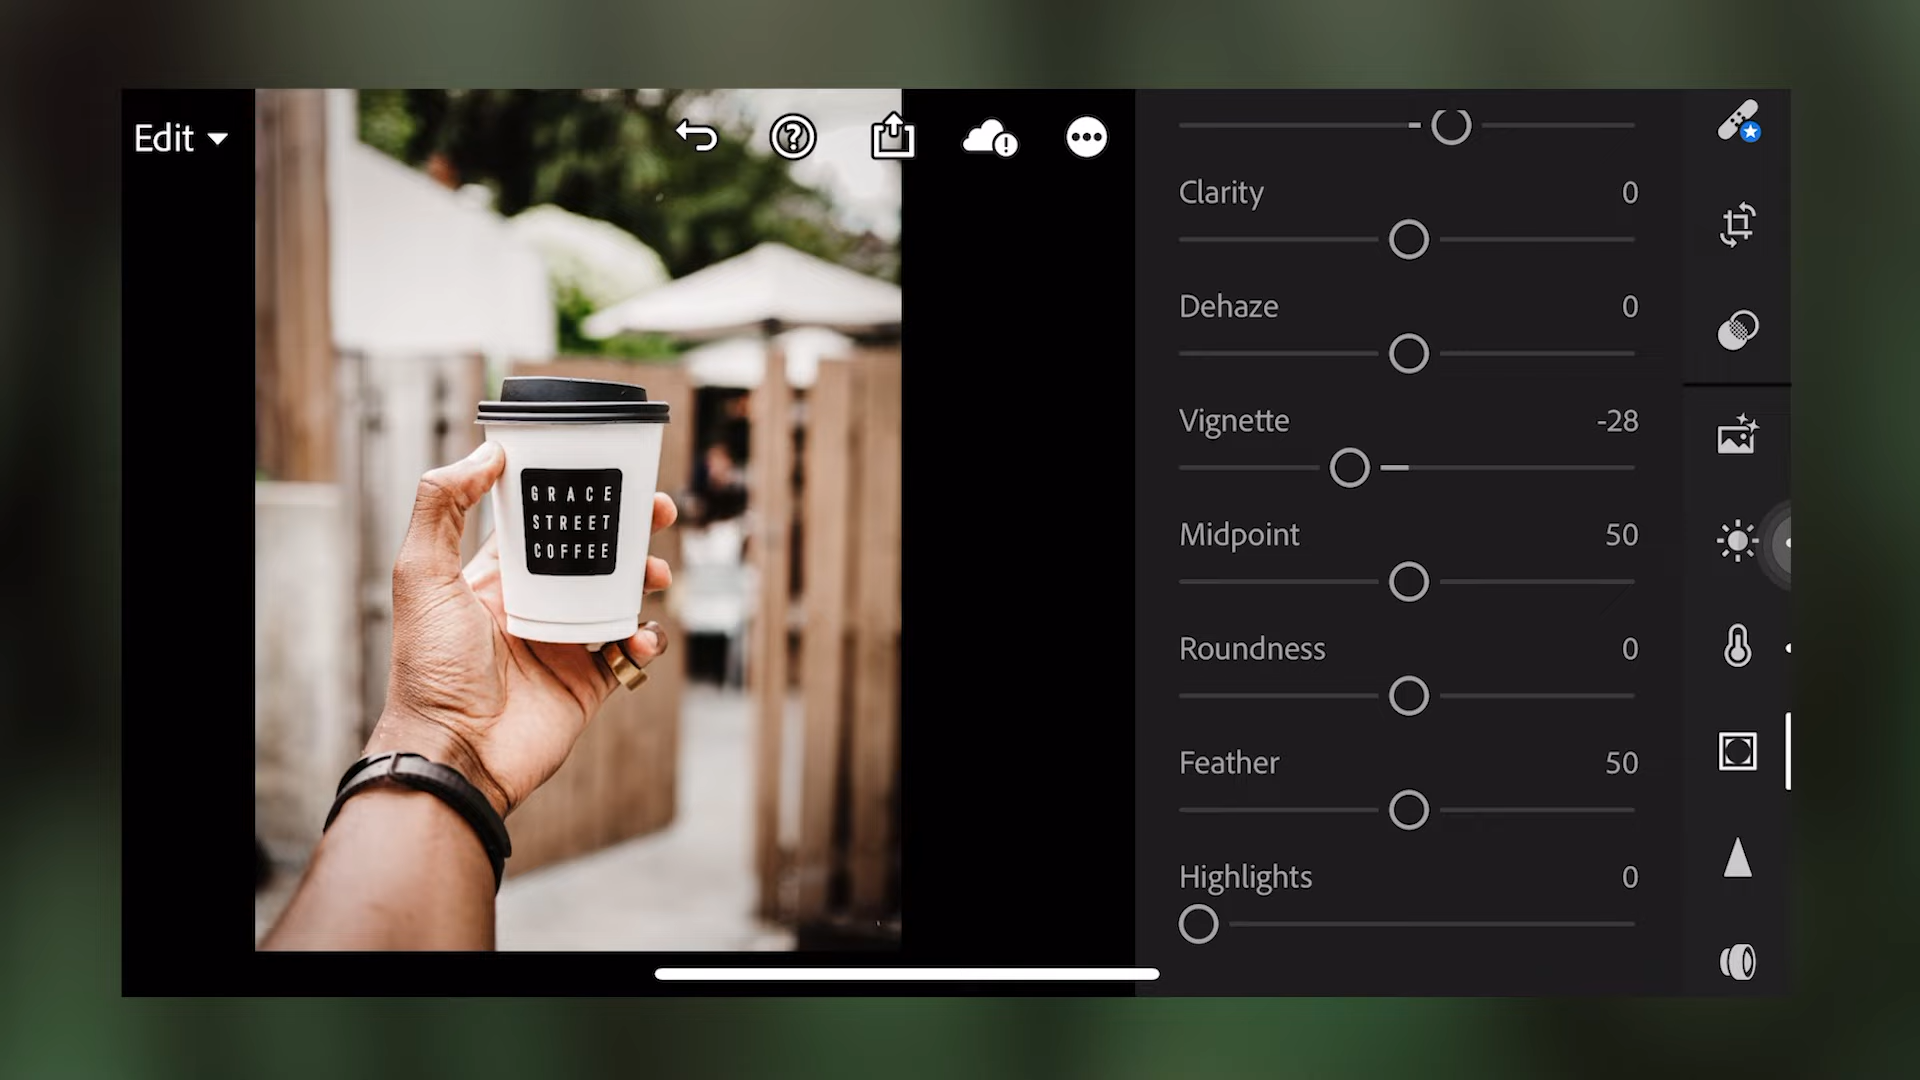 Edit
Clarity 0
Dehaze 0
Vignette -28
Midpoint 50
Roundness 0
Feather 50
Highlights 0
GRACE
STREET
COFFEE